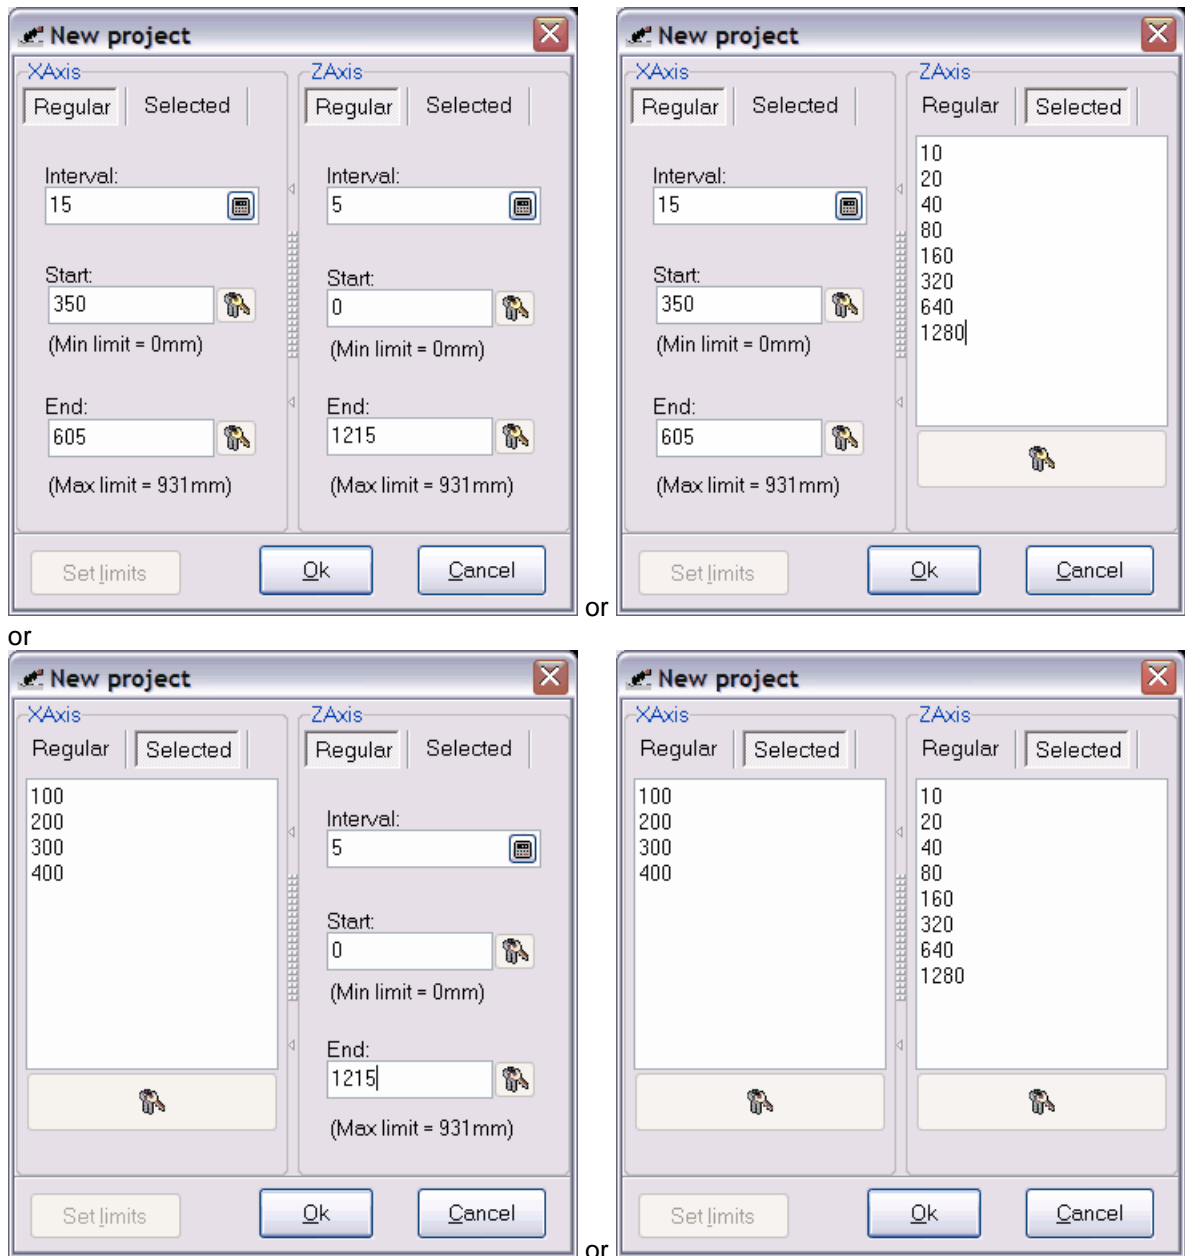 New project
XAxis
Regular Selected
Interval:
15
Start:
350
(Min limit = 0mm)
End:
605
(Max limit = 931mm)
ZAxis
Regular Selected
Interval:
5
Start:
0
(Min limit = 0mm)
End:
1215
(Max limit = 931mm)
Set limits Ok Cancel
or
New project
XAxis
Regular Selected
Interval:
15
Start:
350
(Min limit = 0mm)
End:
605
(Max limit = 931mm)
ZAxis
Regular Selected
10
20
40
80
160
320
640
1280
Set limits Ok Cancel
or
New project
XAxis
Regular Selected
100
200
300
400
ZAxis
Regular Selected
Interval:
5
Start:
0
(Min limit = 0mm)
End:
1215
(Max limit = 931mm)
Set limits Ok Cancel
or
New project
XAxis
Regular Selected
100
200
300
400
ZAxis
Regular Selected
10
20
40
80
160
320
640
1280
Set limits Ok Cancel